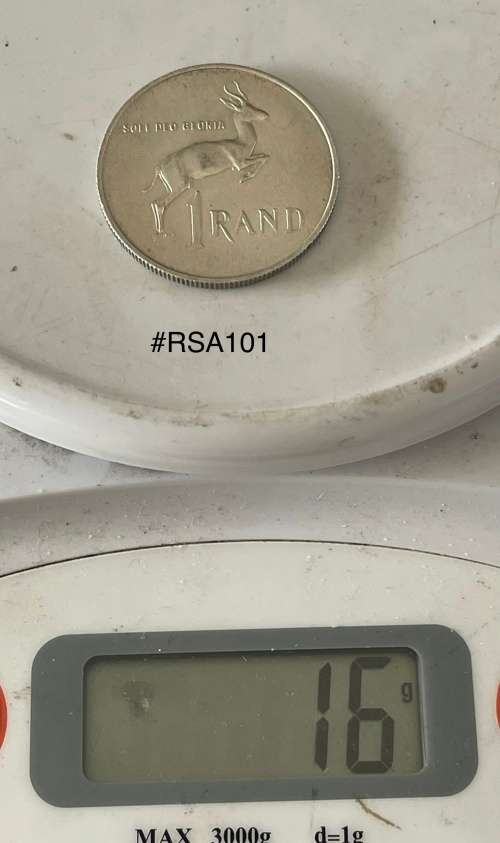 SOLI DEO GLORIA
1 RAND
#RSA101
16 g
MAX 3000g d=1g